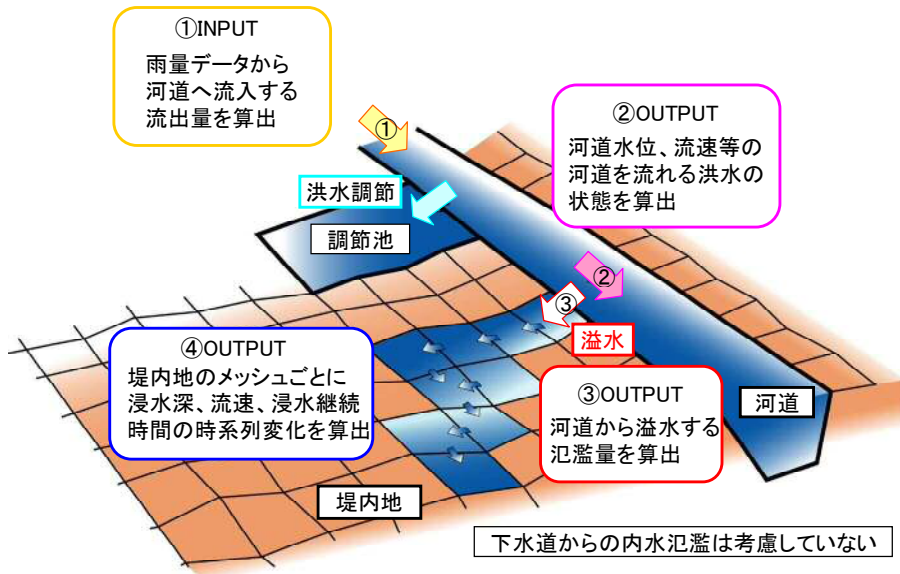 ①INPUT
雨量データから
河道へ流入する
流出量を算出
①
②OUTPUT
河道水位、流速等の
河道を流れる洪水の
状態を算出
洪水調節
調節池
②
③
溢水
④OUTPUT
堤内地のメッシュごとに
浸水深、流速、浸水継続
時間の時系列変化を算出
③OUTPUT
河道から溢水する
氾濫量を算出
河道
堤内地
下水道からの内水氾濫は考慮していない